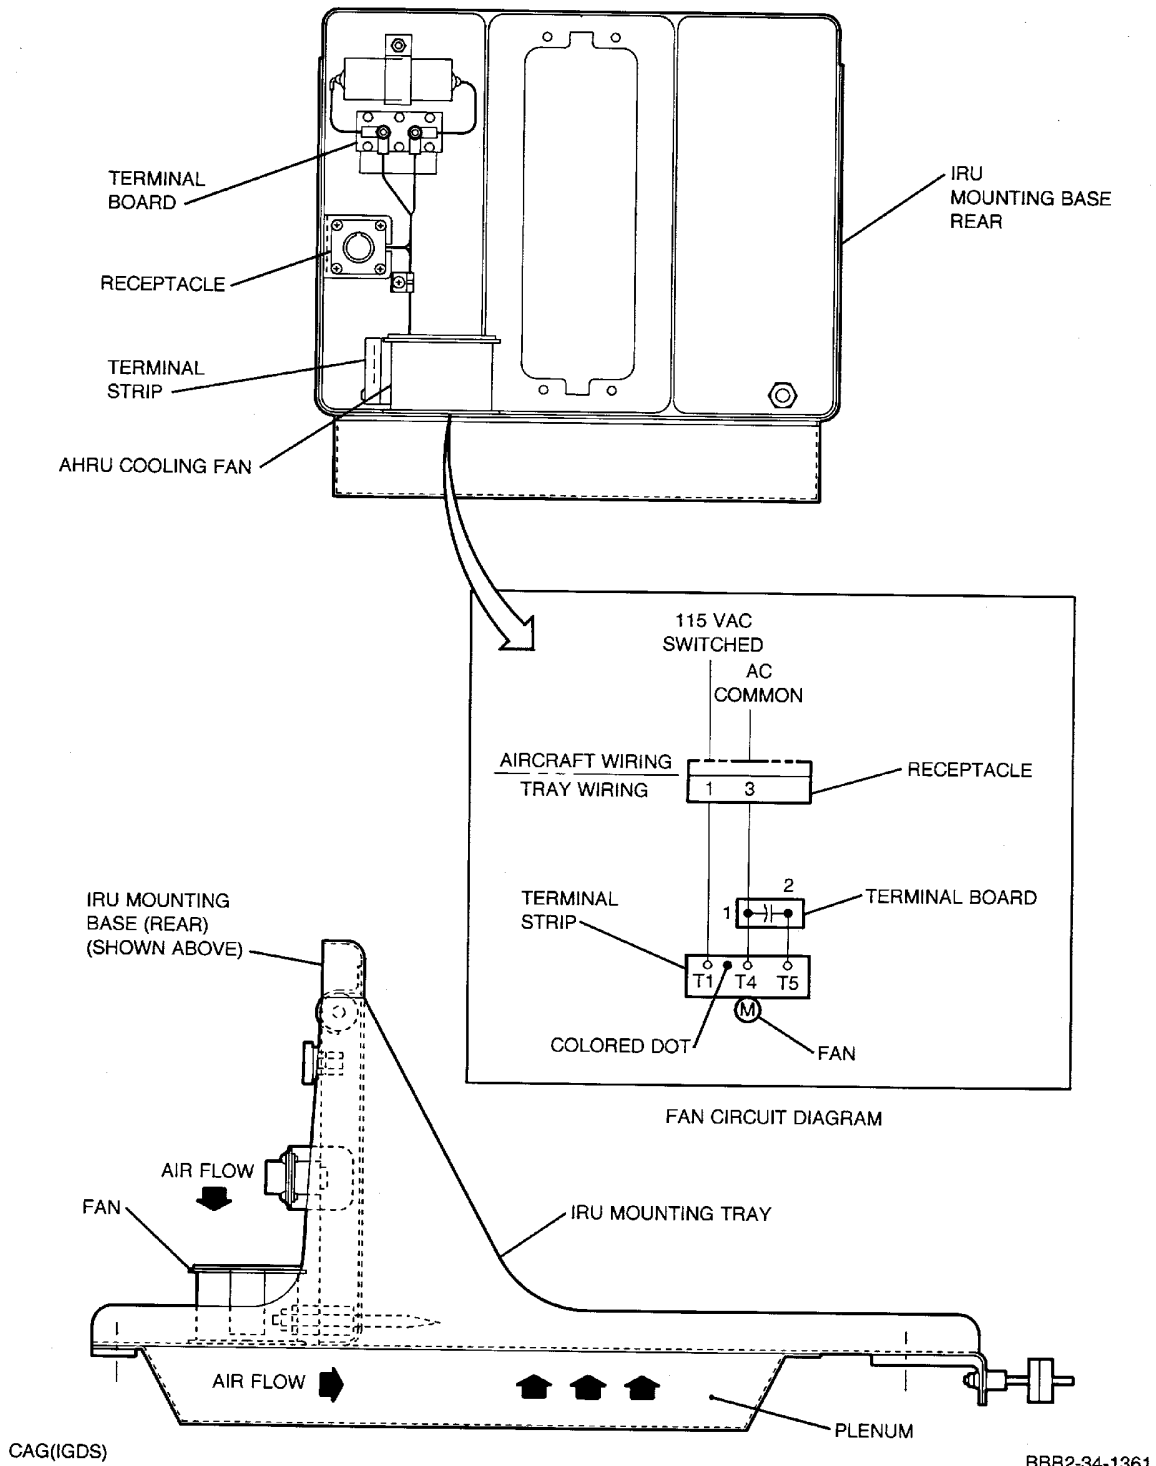 TERMINAL
BOARD
IRU
MOUNTING BASE
REAR
RECEPTACLE
TERMINAL
STRIP
AHRU COOLING FAN
115 VAC
SWITCHED
AC
COMMON
AIRCRAFT WIRING
TRAY WIRING
1 3
RECEPTACLE
TERMINAL
STRIP
2
1
TERMINAL BOARD
T1 T4 T5
M
COLORED DOT
FAN
FAN CIRCUIT DIAGRAM
IRU MOUNTING
BASE (REAR)
(SHOWN ABOVE)
AIR FLOW
FAN
IRU MOUNTING TRAY
AIR FLOW
PLENUM
CAG(IGDS)
BBB2-34-1361